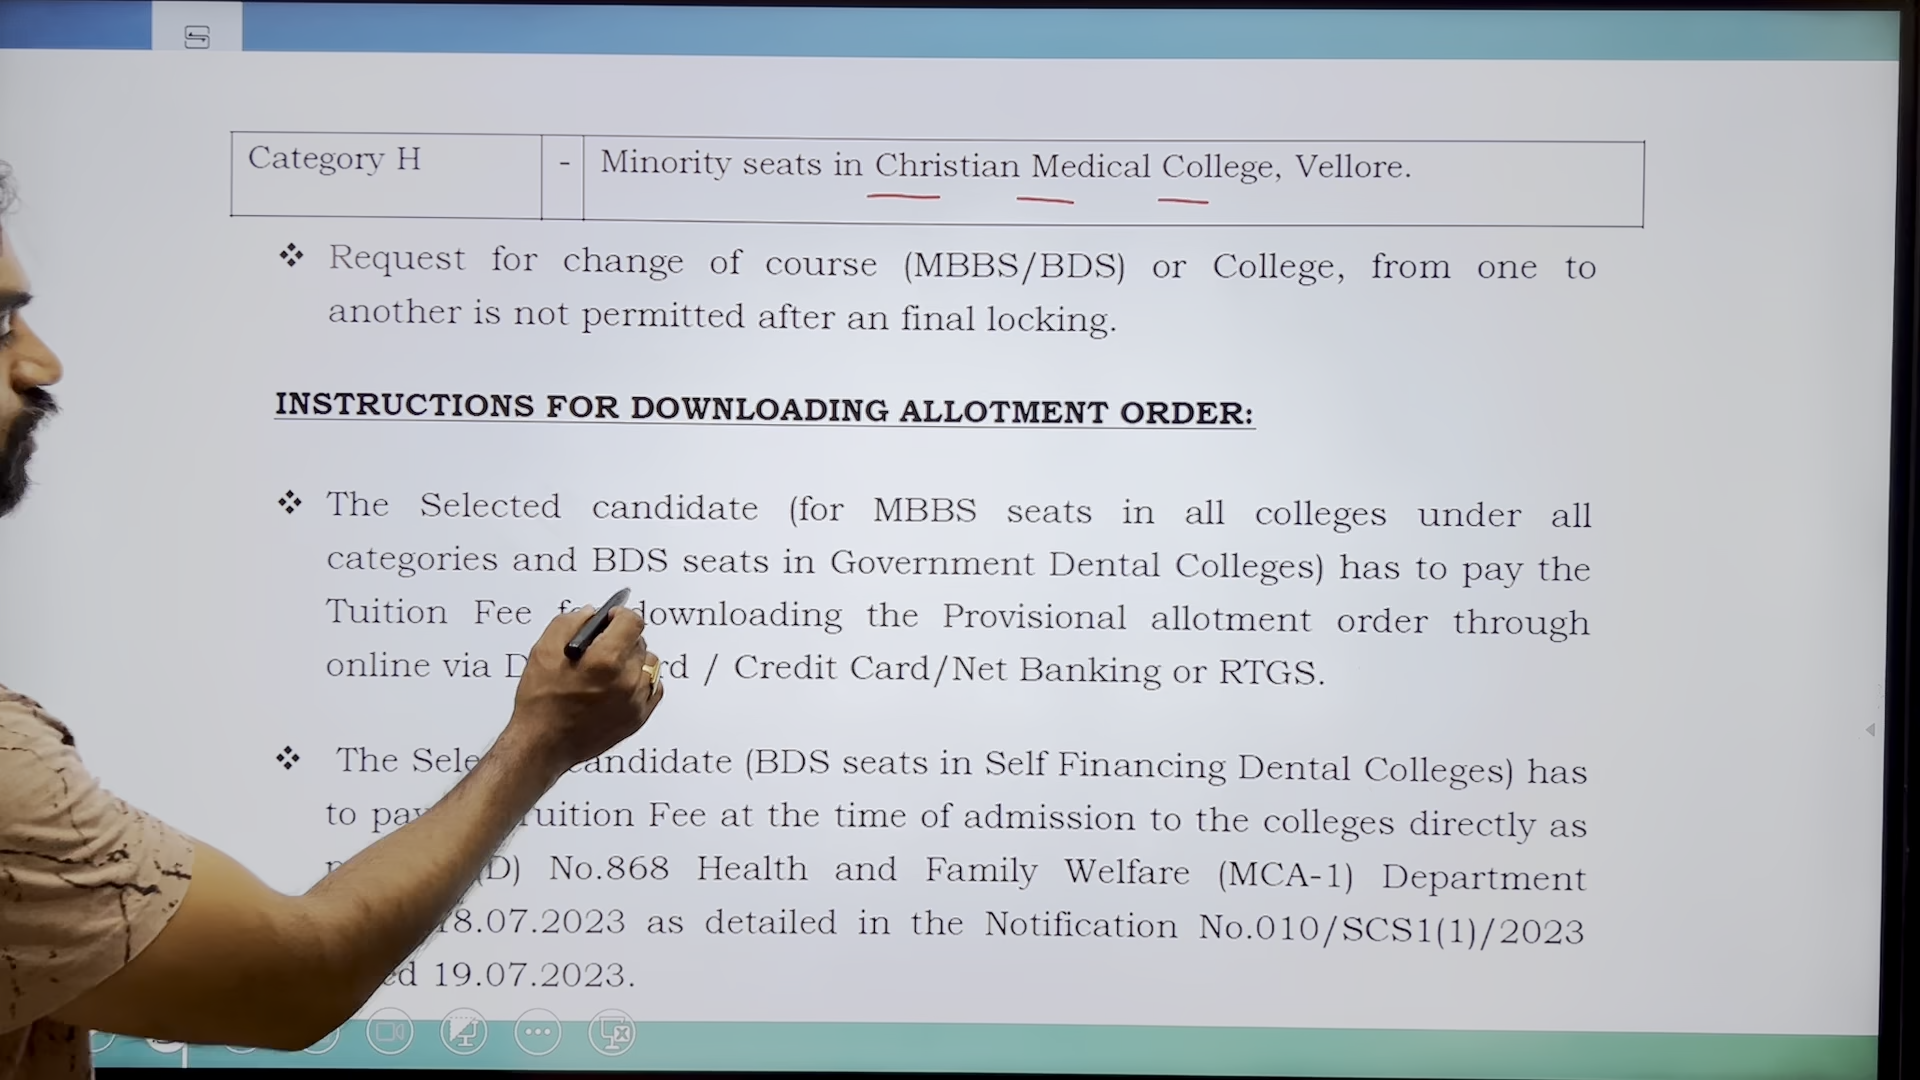 Category H - Minority seats in Christian Medical College, Vellore.
❖ Request for change of course (MBBS/BDS) or College, from one to
another is not permitted after an final locking.
INSTRUCTIONS FOR DOWNLOADING ALLOTMENT ORDER:
❖ The Selected candidate (for MBBS seats in all colleges under all
categories and BDS seats in Government Dental Colleges) has to pay the
Tuition Fee downloading the Provisional allotment order through
online via / Credit Card/Net Banking or RTGS.
❖ The candidate (BDS seats in Self Financing Dental Colleges) has
to pay Tuition Fee at the time of admission to the colleges directly as
(D) No.868 Health and Family Welfare (MCA-1) Department
18.07.2023 as detailed in the Notification No.010/SCS1(1)/2023
19.07.2023.